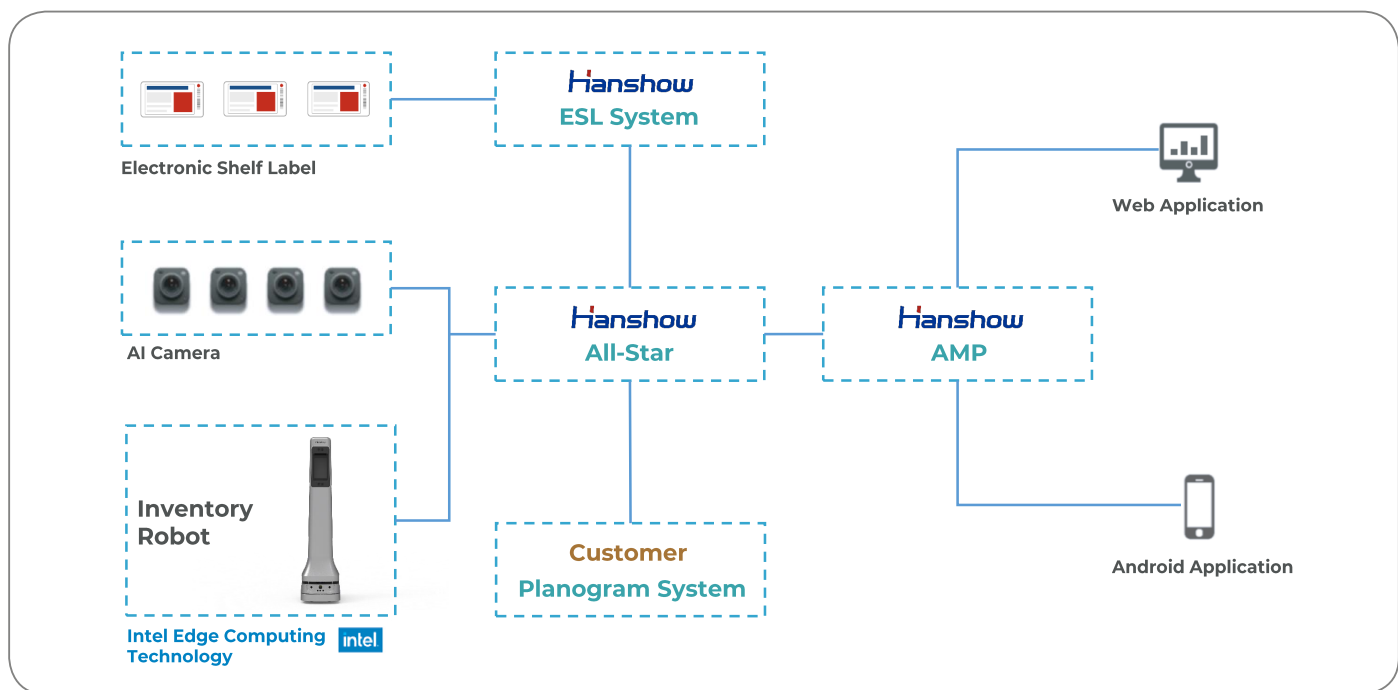 Hanshow
ESL System
Electronic Shelf Label
Web Application
AI Camera
Hanshow
All-Star
Hanshow
AMP
Inventory
Robot
Customer
Planogram System
Android Application
Intel Edge Computing
Technology
intel